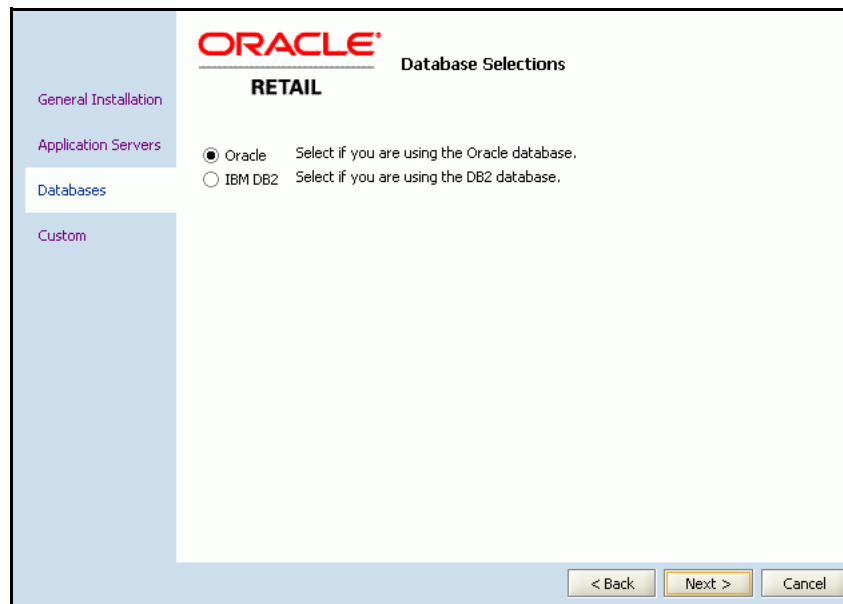 ORACLE®
RETAIL
Database Selections
General Installation
Application Servers
Databases
Custom
Oracle Select if you are using the Oracle database.
IBM DB2 Select if you are using the DB2 database.
< Back Next > Cancel